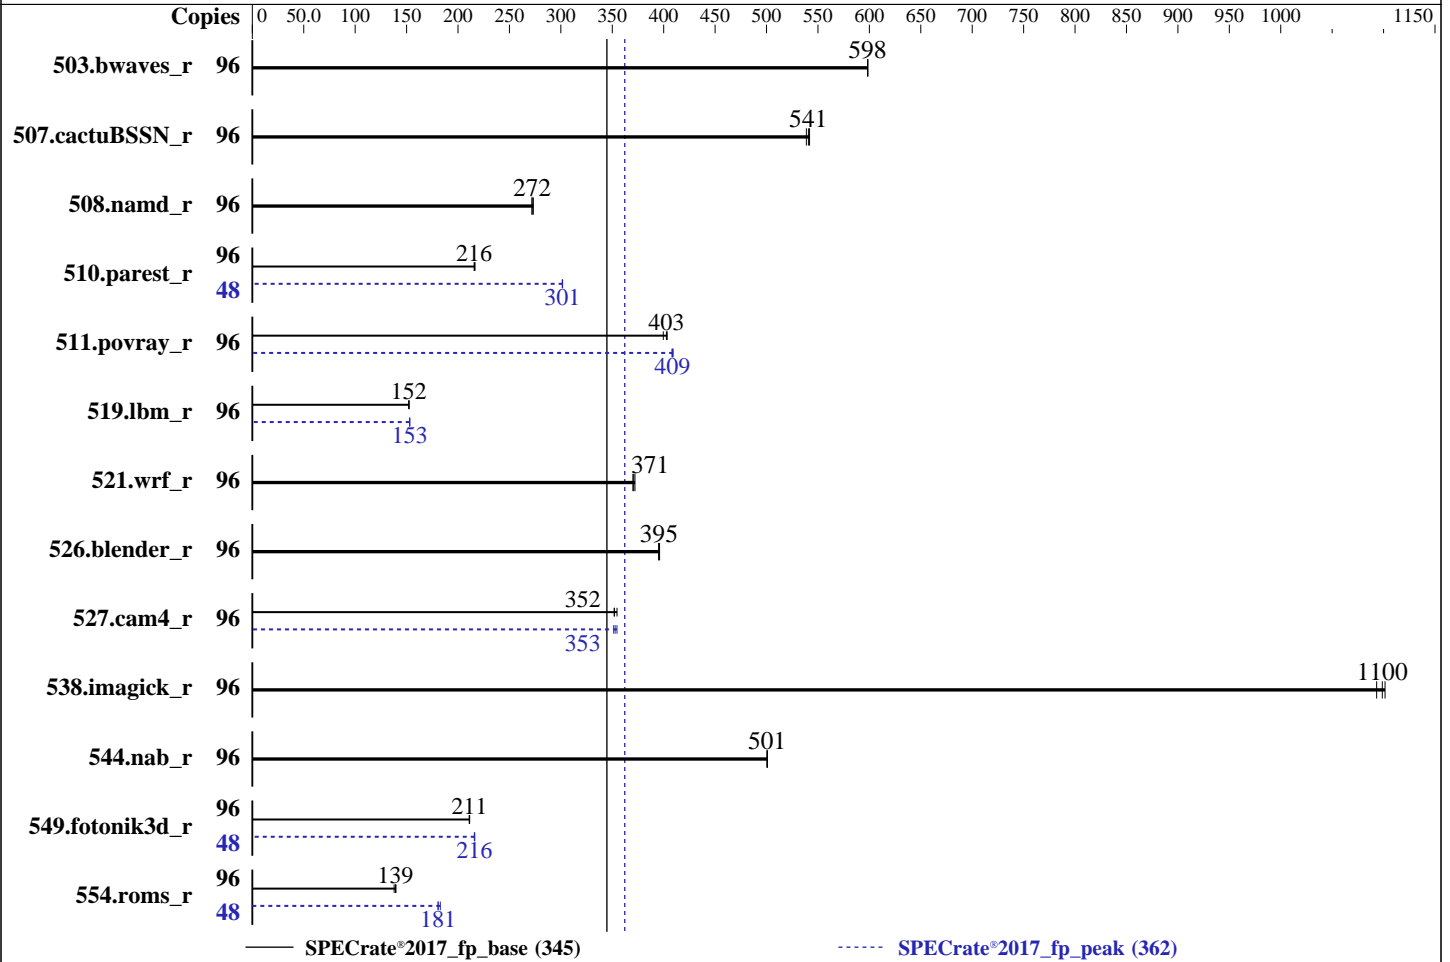 Copies 0 50.0 100 150 200 250 300 350 400 450 500 550 600 650 700 750 800 850 900 950 1000 1150
503.bwaves_r 96 598
507.cactuBSSN_r 96 541
508.namd_r 96 272
510.parest_r 96 216
48 301
511.povray_r 96 403
409
519.lbm_r 96 152
153
521.wrf_r 96 371
526.blender_r 96 395
527.cam4_r 96 352
353
538.imagick_r 96 1100
544.nab_r 96 501
549.fotonik3d_r 96 211
48 216
554.roms_r 96 139
48 181
SPECrate®2017_fp_base (345) SPECrate®2017_fp_peak (362)